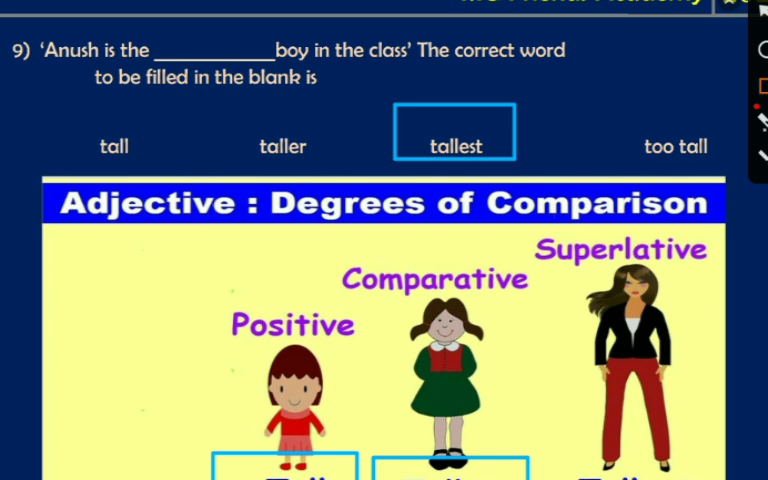 9) ‘Anush is the ____________boy in the class’ The correct word
to be filled in the blank is
tall taller tallest too tall
Adjective : Degrees of Comparison
Superlative
Comparative
Positive